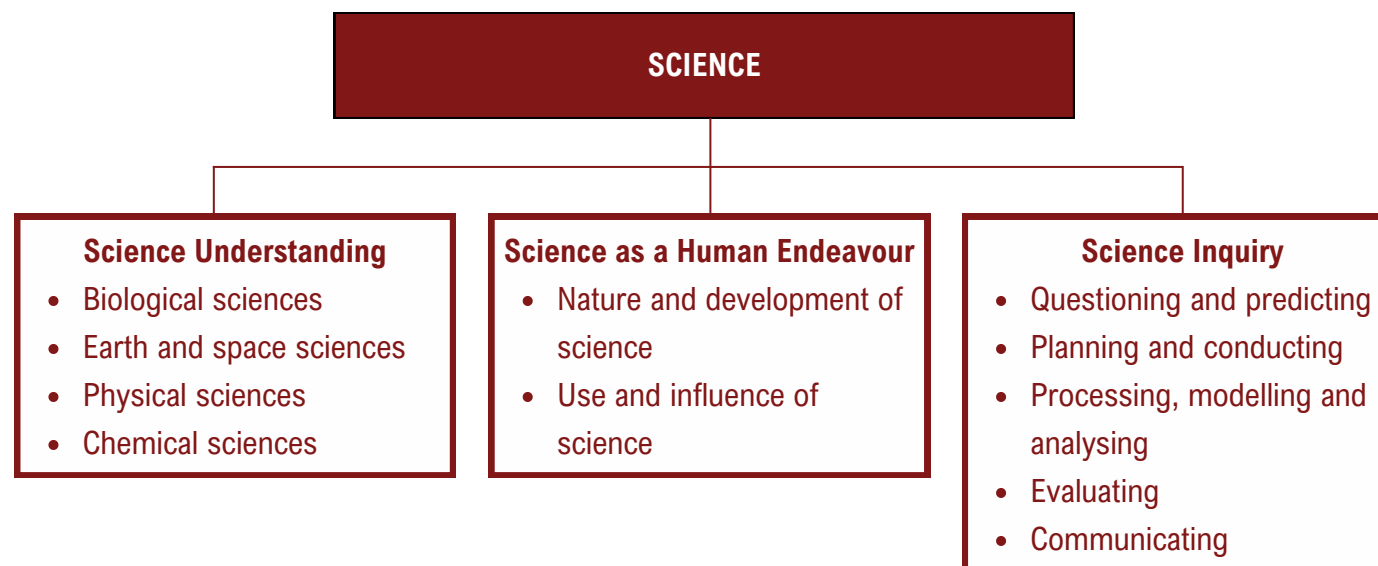 SCIENCE
Science Understanding
• Biological sciences
• Earth and space sciences
• Physical sciences
• Chemical sciences
Science as a Human Endeavour
• Nature and development of
science
• Use and influence of
science
Science Inquiry
• Questioning and predicting
• Planning and conducting
• Processing, modelling and
analysing
• Evaluating
• Communicating